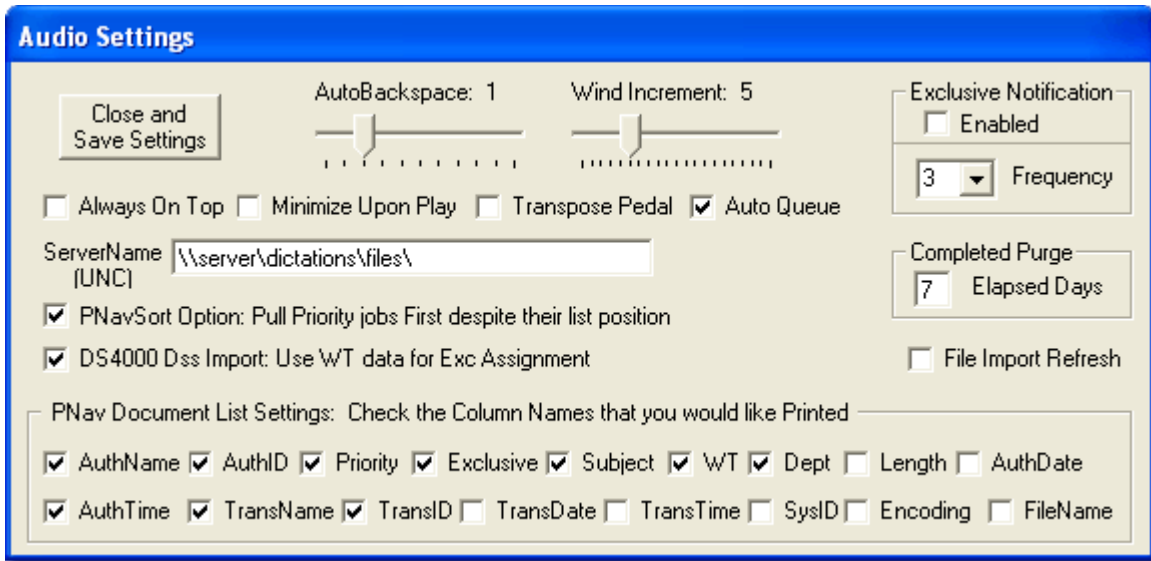 Audio Settings
Close and
Save Settings
AutoBackspace: 1
Wind Increment: 5
Exclusive Notification
Enabled
3 Frequency
Always On Top Minimize Upon Play Transpose Pedal Auto Queue
ServerName
(UNC)
\\server\dictations\files\
Completed Purge
7 Elapsed Days
PNavSort Option: Pull Priority jobs First despite their list position
DS4000 Dss Import: Use WT data for Exc Assignment
File Import Refresh
PNav Document List Settings: Check the Column Names that you would like Printed
AuthName AuthID Priority Exclusive Subject WT Dept Length AuthDate
AuthTime TransName TransID TransDate TransTime SysID Encoding FileName